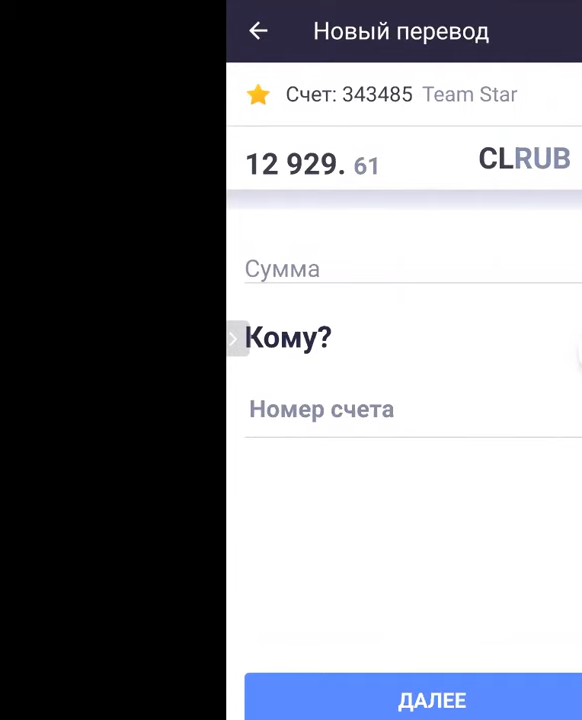 Новый перевод
Счет: 343485 Team Star
12 929. 61 CLRUB
Сумма
Кому?
Номер счета
ДАЛЕЕ